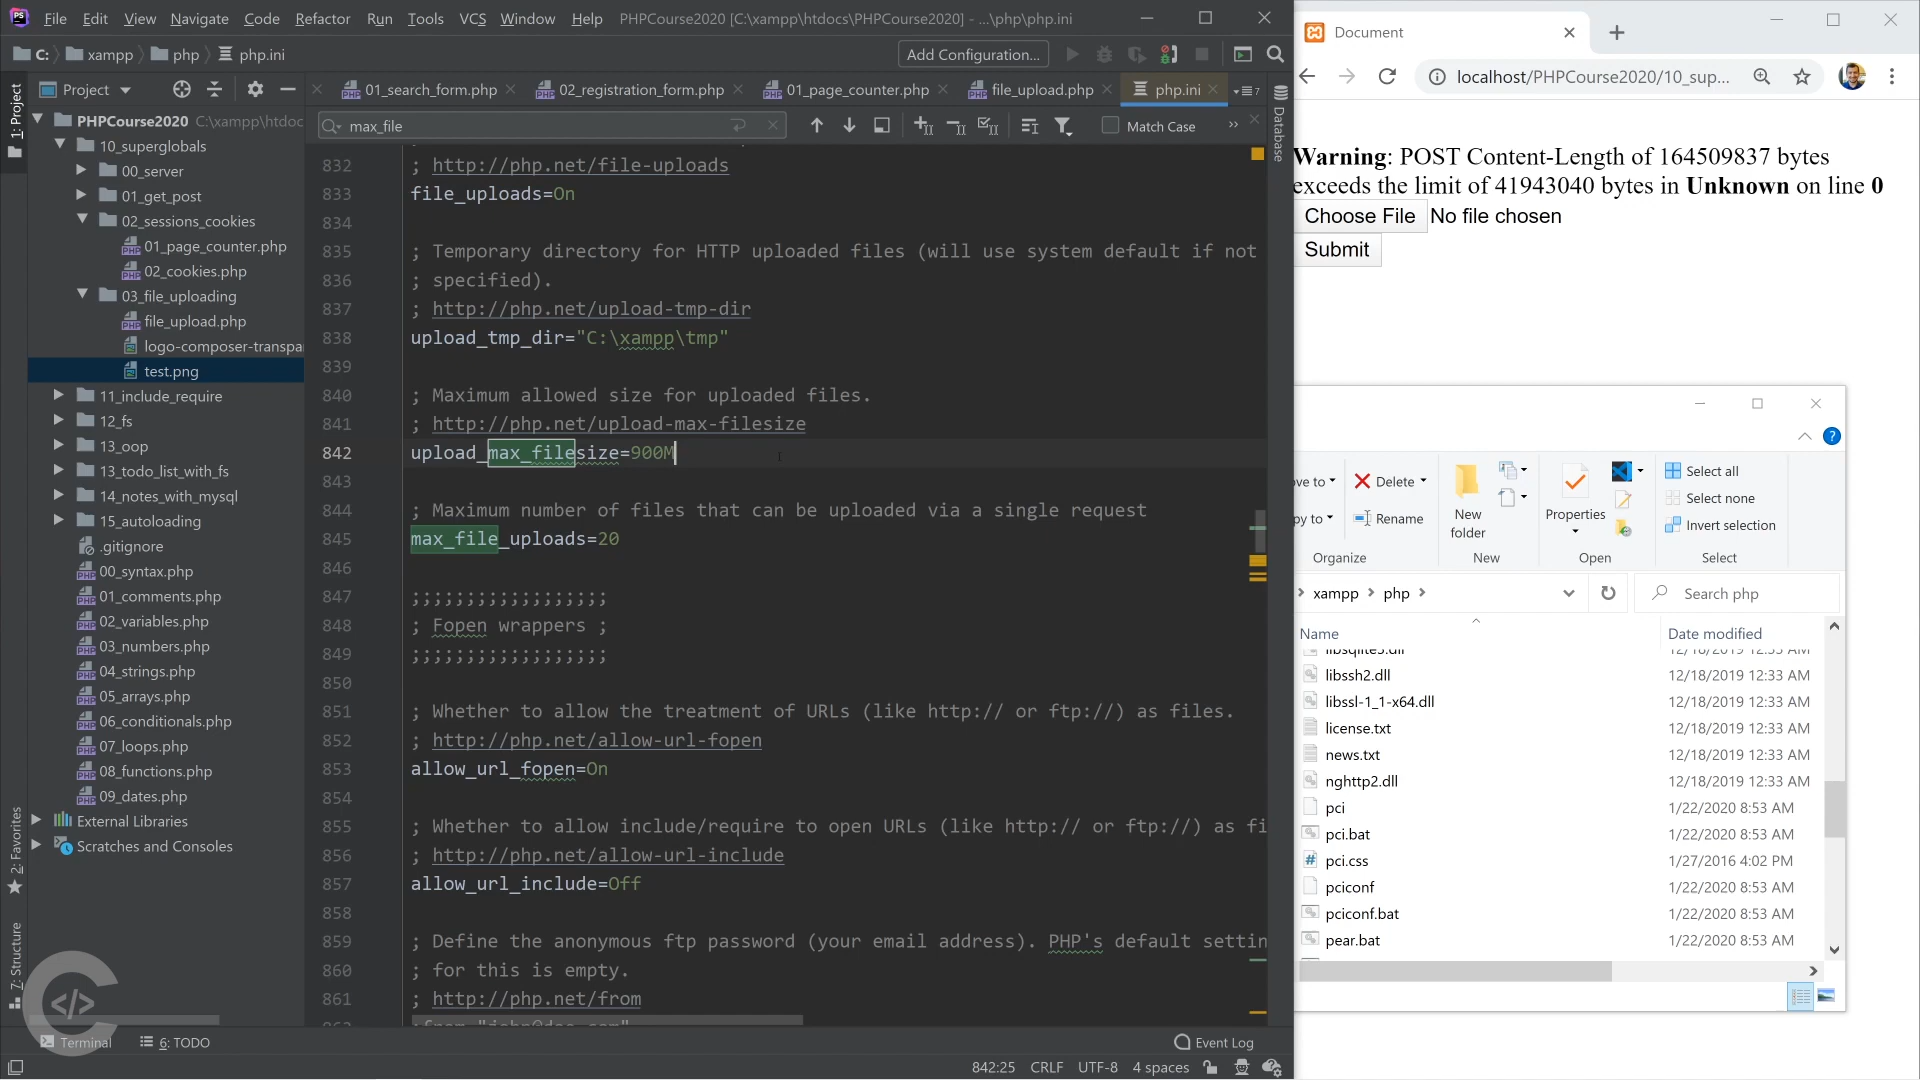 File Edit View Navigate Code Refactor Run Tools VCS Window Help PHPCourse2020 [C:\xampp\htdocs\PHPCourse2020] - ...\php\php.ini
C: xampp php php.ini Add Configuration...
Project 01_search_form.php 02_registration_form.php 01_page_counter.php file_upload.php php.ini
max_file Match Case
1: Project
PHPCourse2020 C:\xampp\htdoc
10_superglobals
00_server
01_get_post
02_sessions_cookies
01_page_counter.php
02_cookies.php
03_file_uploading
file_upload.php
logo-composer-transpa
test.png
11_include_require
12_fs
13_oop
13_todo_list_with_fs
14_notes_with_mysql
15_autoloading
.gitignore
00_syntax.php
01_comments.php
02_variables.php
03_numbers.php
04_strings.php
05_arrays.php
06_conditionals.php
07_loops.php
08_functions.php
09_dates.php
External Libraries
Scratches and Consoles
2: Favorites
7: Structure
832 ; http://php.net/file-uploads
833 file_uploads=On
834
835 ; Temporary directory for HTTP uploaded files (will use system default if not
836 ; specified).
837 ; http://php.net/upload-tmp-dir
838 upload_tmp_dir="C:\xampp\tmp"
839
840 ; Maximum allowed size for uploaded files.
841 ; http://php.net/upload-max-filesize
842 upload_max_filesize=900M
843
844 ; Maximum number of files that can be uploaded via a single request
845 max_file_uploads=20
846
847 ;;;;;;;;;;;;;;;;;;
848 ; Fopen wrappers ;
849 ;;;;;;;;;;;;;;;;;;
850
851 ; Whether to allow the treatment of URLs (like http:// or ftp://) as files.
852 ; http://php.net/allow-url-fopen
853 allow_url_fopen=On
854
855 ; Whether to allow include/require to open URLs (like http:// or ftp://) as fi
856 ; http://php.net/allow-url-include
857 allow_url_include=Off
858
859 ; Define the anonymous ftp password (your email address). PHP's default settin
860 ; for this is empty.
861 ; http://php.net/from
Database
Terminal 6: TODO Event Log
842:25 CRLF UTF-8 4 spaces
Document
localhost/PHPCourse2020/10_sup...
Warning: POST Content-Length of 164509837 bytes
exceeds the limit of 41943040 bytes in Unknown on line 0
Choose File No file chosen
Submit
ove to Delete New folder Properties Select all
py to Rename Select none
Invert selection
Organize New Open Select
xampp php Search php
Name Date modified
libssh2.dll 12/18/2019 12:33 AM
libssl-1_1-x64.dll 12/18/2019 12:33 AM
license.txt 12/18/2019 12:33 AM
news.txt 12/18/2019 12:33 AM
nghttp2.dll 12/18/2019 12:33 AM
pci 1/22/2020 8:53 AM
pci.bat 1/22/2020 8:53 AM
pci.css 1/27/2016 4:02 PM
pciconf 1/22/2020 8:53 AM
pciconf.bat 1/22/2020 8:53 AM
pear.bat 1/22/2020 8:53 AM